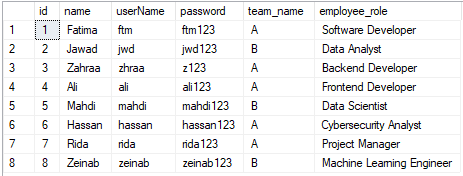 id name userName password team_name employee_role
1 1 Fatima ftm ftm123 A Software Developer
2 2 Jawad jwd jwd123 B Data Analyst
3 3 Zahraa zhraa z123 A Backend Developer
4 4 Ali ali ali123 A Frontend Developer
5 5 Mahdi mahdi mahdi123 B Data Scientist
6 6 Hassan hassan hassan123 A Cybersecurity Analyst
7 7 Rida rida rida123 A Project Manager
8 8 Zeinab zeinab zeinab123 B Machine Learning Engineer